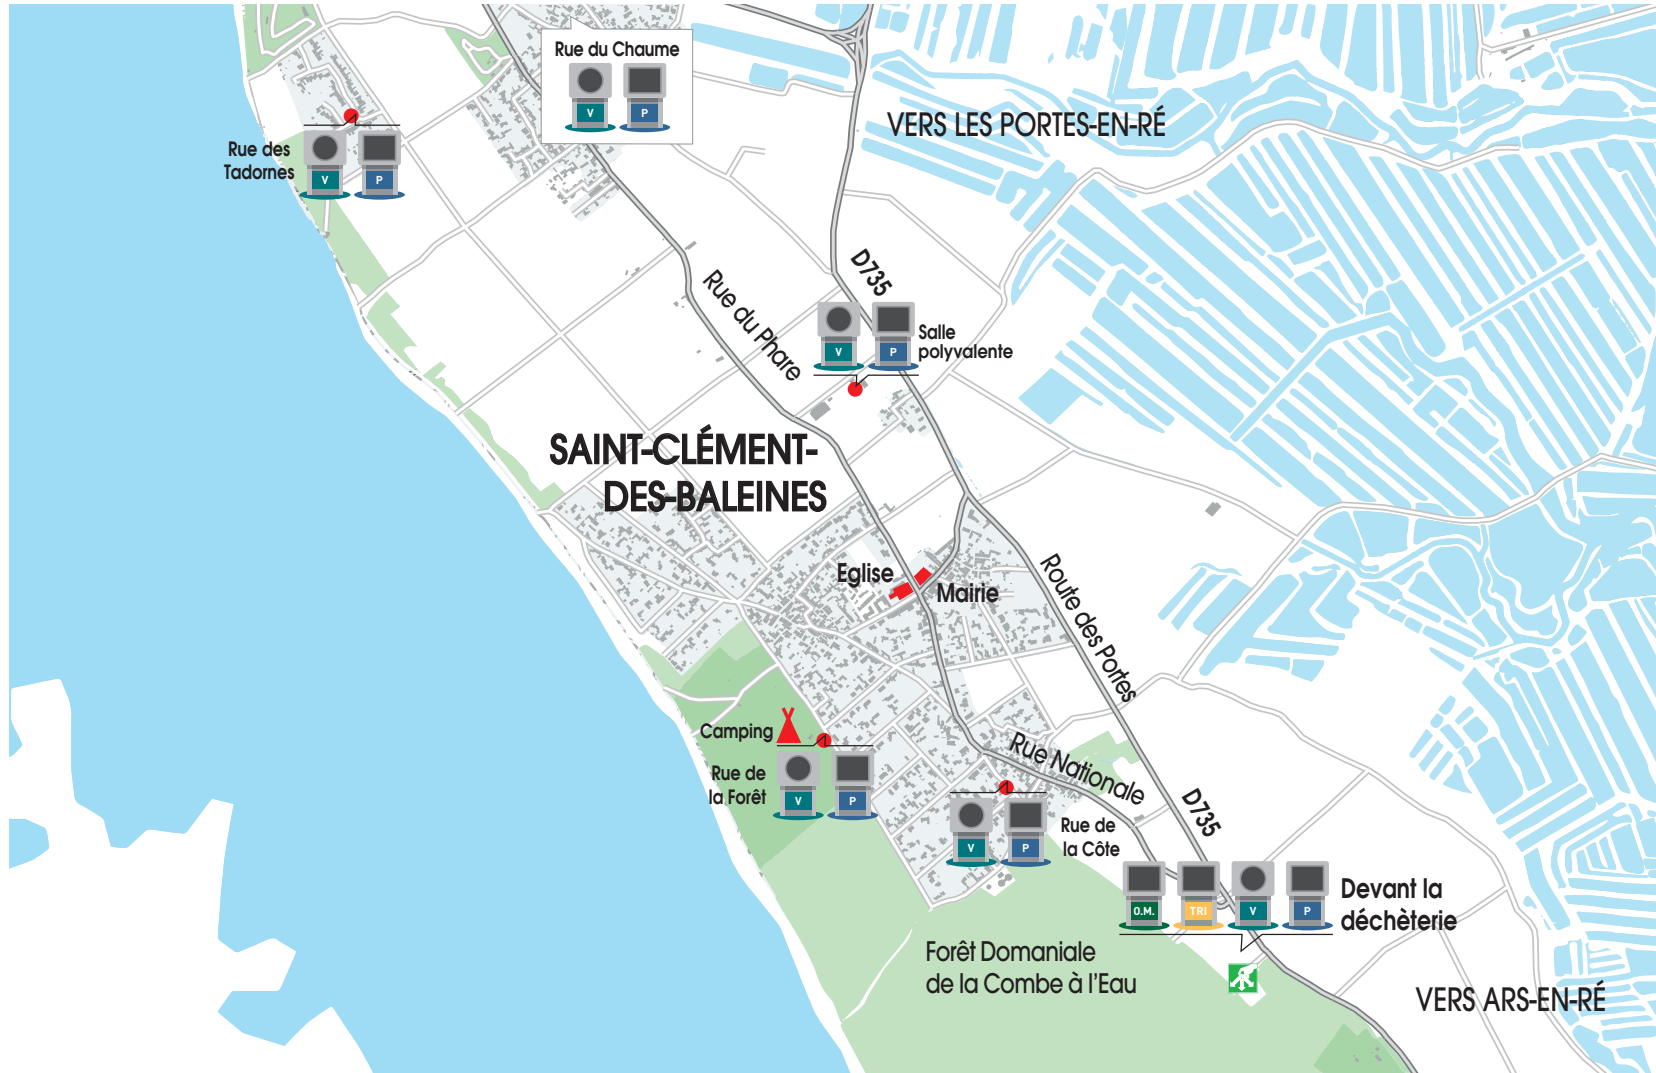 Rue du Chaume
V
P
VERS LES PORTES-EN-RÉ
Rue des
Tadornes
V
P
D735
Rue du Phare
Salle
polyvalente
V
P
SAINT-CLÉMENT-
DES-BALEINES
Eglise
Mairie
Route des Portes
Camping
Rue de
la Forêt
V
P
Rue Nationale
D735
Rue de
la Côte
V
P
Devant la
déchèterie
O.M.
TRI
V
P
Forêt Domaniale
de la Combe à l'Eau
VERS ARS-EN-RÉ